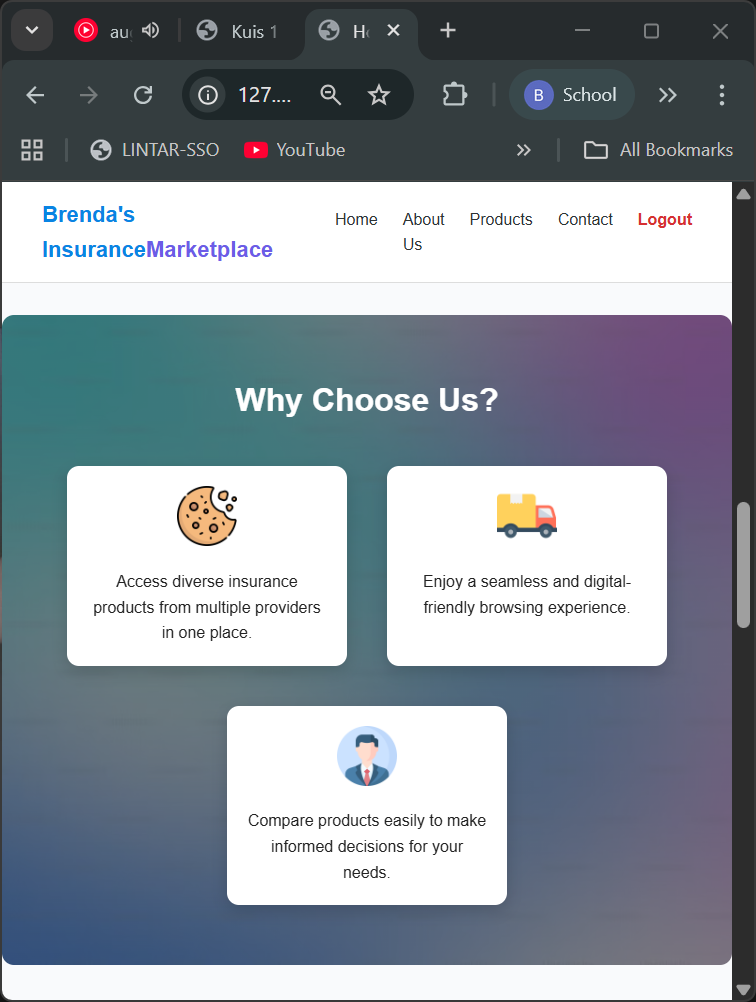 au
Kuis 1
H
127....
B
School
LINTAR-SSO
YouTube
All Bookmarks
Brenda's
InsuranceMarketplace
Home
About
Us
Products
Contact
Logout
Why Choose Us?
Access diverse insurance
products from multiple providers
in one place.
Enjoy a seamless and digital-
friendly browsing experience.
Compare products easily to make
informed decisions for your
needs.